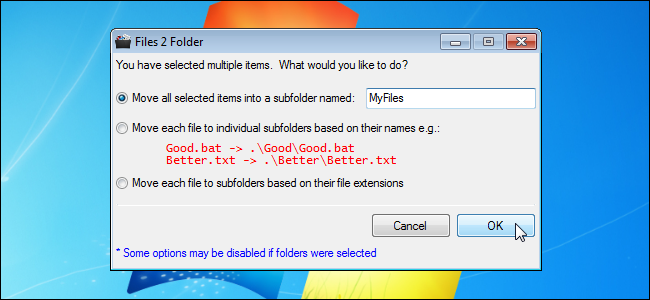 Files 2 Folder
You have selected multiple items. What would you like to do?
Move all selected items into a subfolder named: MyFiles
Move each file to individual subfolders based on their names e.g.:
Good.bat -> .\Good\Good.bat
Better.txt -> .\Better\Better.txt
Move each file to subfolders based on their file extensions
Cancel OK
* Some options may be disabled if folders were selected